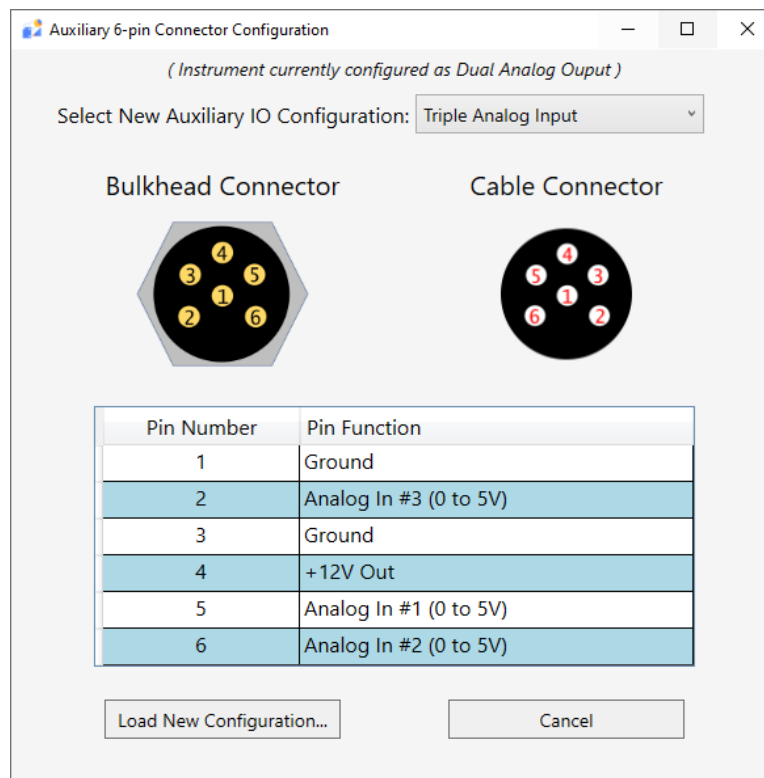 Auxiliary 6-pin Connector Configuration
( Instrument currently configured as Dual Analog Ouput )
Select New Auxiliary IO Configuration: Triple Analog Input
Bulkhead Connector Cable Connector
4 4
3 5 5 3
1 1
2 6 6 2
Pin Number Pin Function
1 Ground
2 Analog In #3 (0 to 5V)
3 Ground
4 +12V Out
5 Analog In #1 (0 to 5V)
6 Analog In #2 (0 to 5V)
Load New Configuration... Cancel